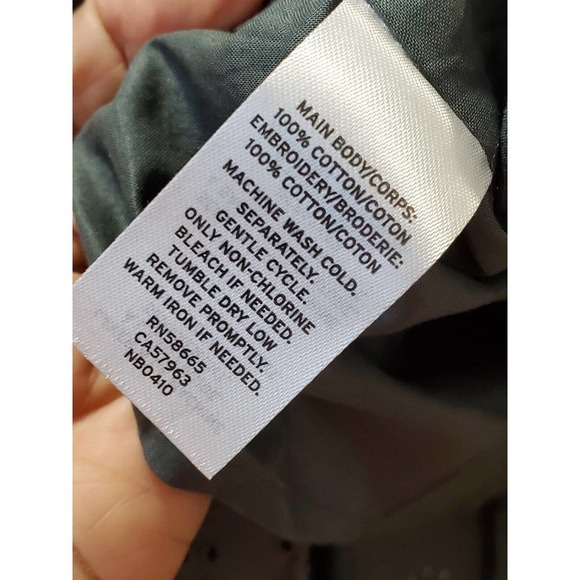 MAIN BODY/CORPS:
100% COTTON/COTON
EMBROIDERY/BRODERIE:
100% COTTON/COTON
MACHINE WASH COLD.
SEPARATELY.
GENTLE CYCLE.
ONLY NON-CHLORINE
BLEACH IF NEEDED.
TUMBLE DRY LOW
REMOVE PROMPTLY.
WARM IRON IF NEEDED.
RN58665
CA57963
NB0410